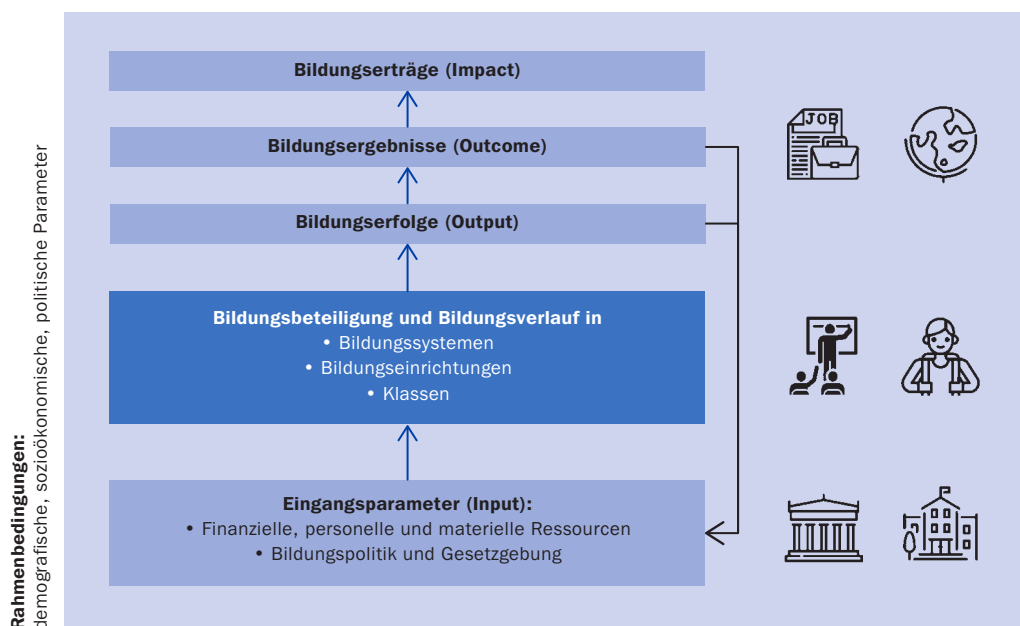 Bildungserträge (Impact)
Bildungsergebnisse (Outcome)
Bildungserfolge (Output)
Bildungsbeteiligung und Bildungsverlauf in
• Bildungssystemen
• Bildungseinrichtungen
• Klassen
Eingangsparameter (Input):
• Finanzielle, personelle und materielle Ressourcen
• Bildungspolitik und Gesetzgebung
JOB
Rahmenbedingungen:
demografische, sozioökonomische, politische Parameter